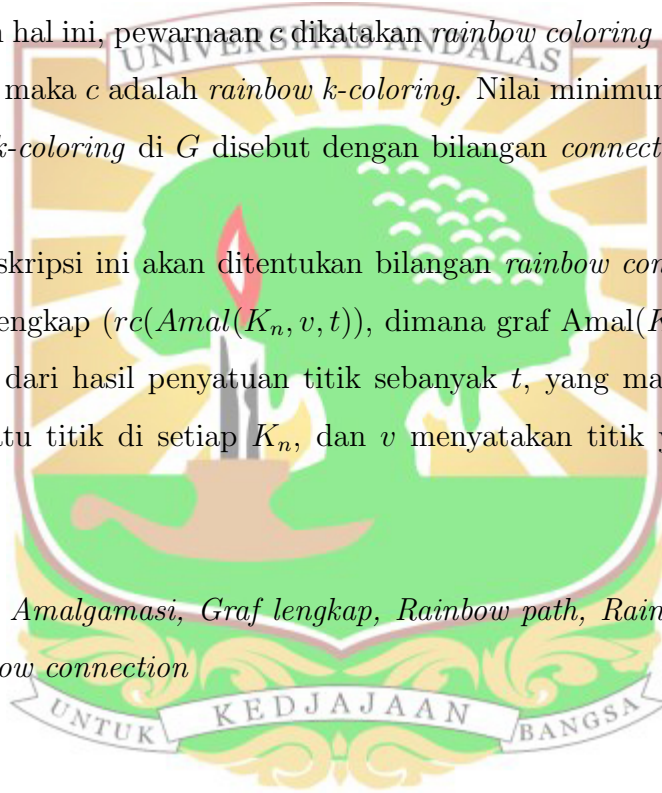 hal ini, pewarnaan c dikatakan rainbow coloring
UNIVERSITAS ANDALAS
maka c adalah rainbow k-coloring. Nilai minimum
k-coloring di G disebut dengan bilangan connect
skripsi ini akan ditentukan bilangan rainbow con
engkap (rc(Amal(K_n, v, t)), dimana graf Amal(K
dari hasil penyatuan titik sebanyak t, yang ma
tu titik di setiap K_n, dan v menyatakan titik y
Amalgamasi, Graf lengkap, Rainbow path, Rain
ow connection
UNTUK KEDJAJAAN BANGSA